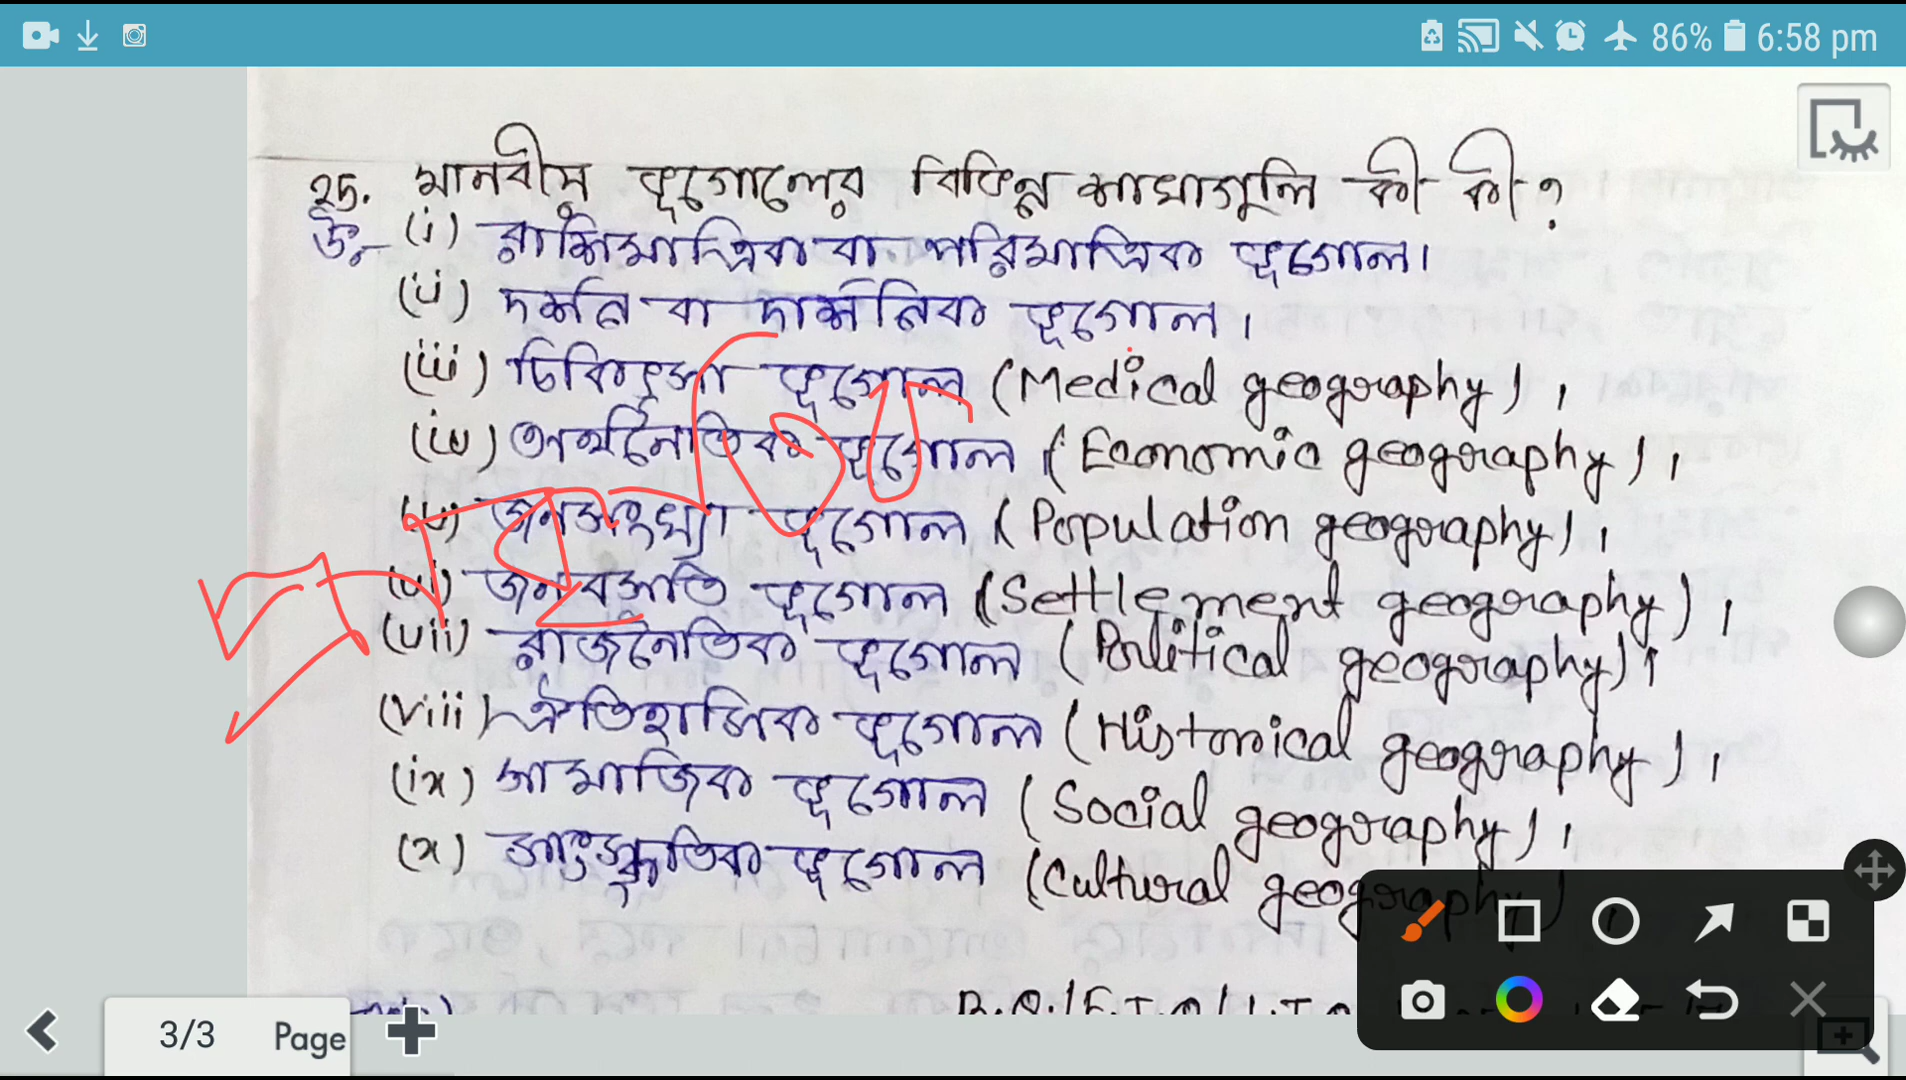 86% 6:58 pm
25. মানবীয় ভূগোলের বিভিন্ন শাখাগুলি কী কী?
উঃ- (i) রাশিমাত্রিক বা পরিমাত্রিক ভূগোল।
(ii) দর্শন বা দার্শনিক ভূগোল।
(iii) চিকিৎসা ভূগোল (Medical geography),
(iv) অর্থনৈতিক ভূগোল (Economic geography),
(v) জনসংখ্যা ভূগোল (Population geography),
(vi) জনবসতি ভূগোল (Settlement geography),
(vii) রাজনৈতিক ভূগোল (Political geography),
(viii) ঐতিহাসিক ভূগোল (Historical geography),
(ix) সামাজিক ভূগোল (Social geography),
(x) সাংস্কৃতিক ভূগোল (Cultural geography),
3/3 Page